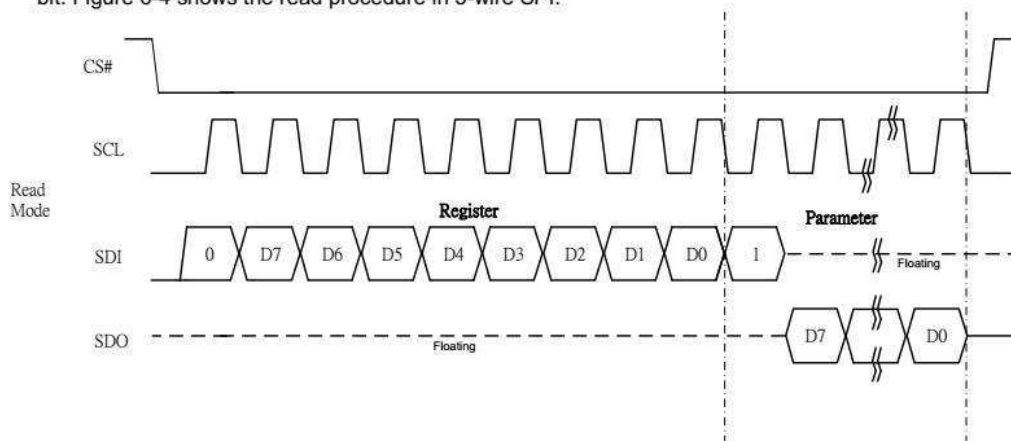 bit. Figure 6-4 shows the read procedure in 3-wire SPI.
CS#
SCL
Read
Mode
Register
Parameter
SDI
0 D7 D6 D5 D4 D3 D2 D1 D0 1
Floating
SDO
Floating
D7 D0